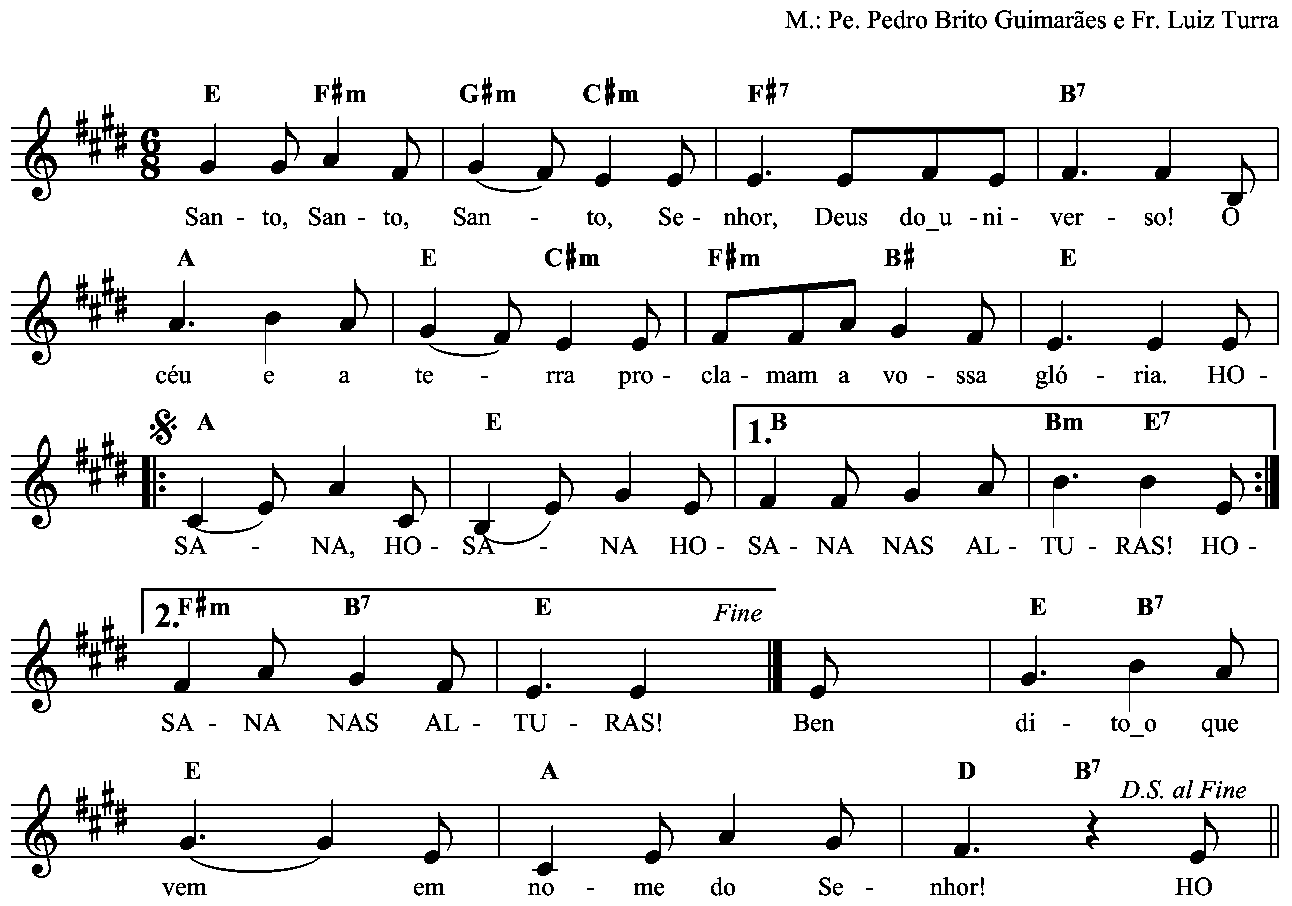 M.: Pe. Pedro Brito Guimarães e Fr. Luiz Turra
E F#m G#m C#m F#7 B7
6
8
San - to, San - to, San - to, Se - nhor, Deus do_u - ni - ver - so! O
A E C#m F#m B# E
céu e a te - rra pro - cla - mam a vo - ssa gló - ria. HO -
A E 1. B Bm E7
SA - NA, HO - SA - NA HO - SA - NA NAS AL - TU - RAS! HO -
2. F#m B7 E Fine E B7
SA - NA NAS AL - TU - RAS! Ben di - to_o que
E A D B7 D.S. al Fine
vem em no - me do Se - nhor! HO